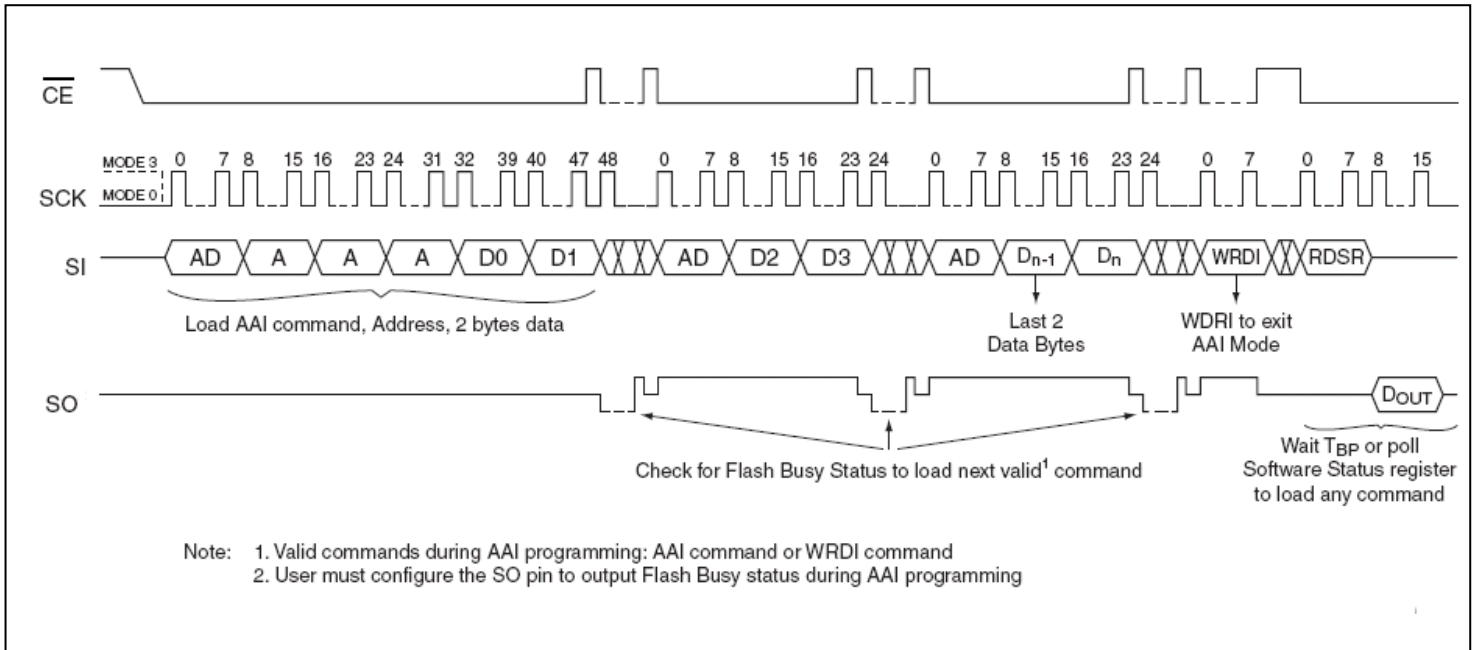 CE
MODE 3 0 7 8 15 16 23 24 31 32 39 40 47 48 0 7 8 15 16 23 24 0 7 8 15 16 23 24 0 7 0 7 8 15
SCK MODE 0
SI AD A A A D0 D1 AD D2 D3 AD Dn-1 Dn WRDI RDSR
Load AAI command, Address, 2 bytes data
Last 2
Data Bytes
WDRI to exit
AAI Mode
SO DOUT
Check for Flash Busy Status to load next valid1 command
Wait TBP or poll
Software Status register
to load any command
Note: 1. Valid commands during AAI programming: AAI command or WRDI command
2. User must configure the SO pin to output Flash Busy status during AAI programming